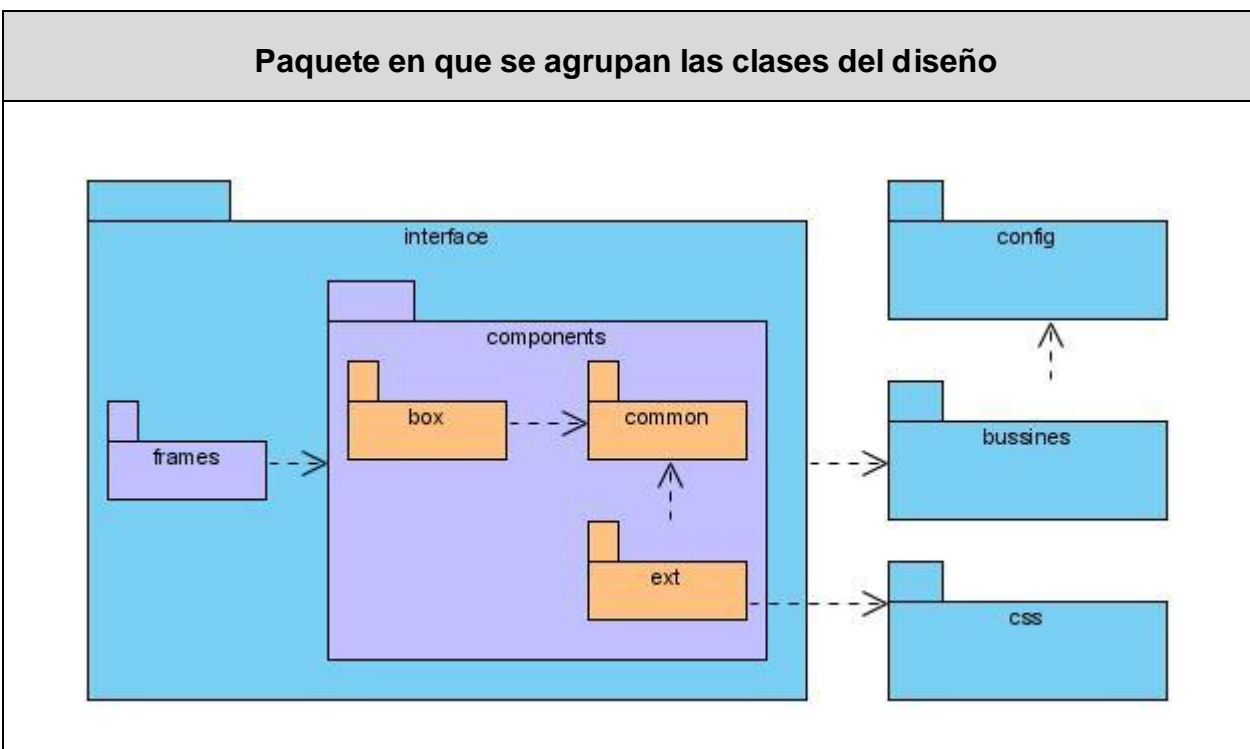 Paquete en que se agrupan las clases del diseño
interface
config
components
box
common
frames
bussines
ext
css